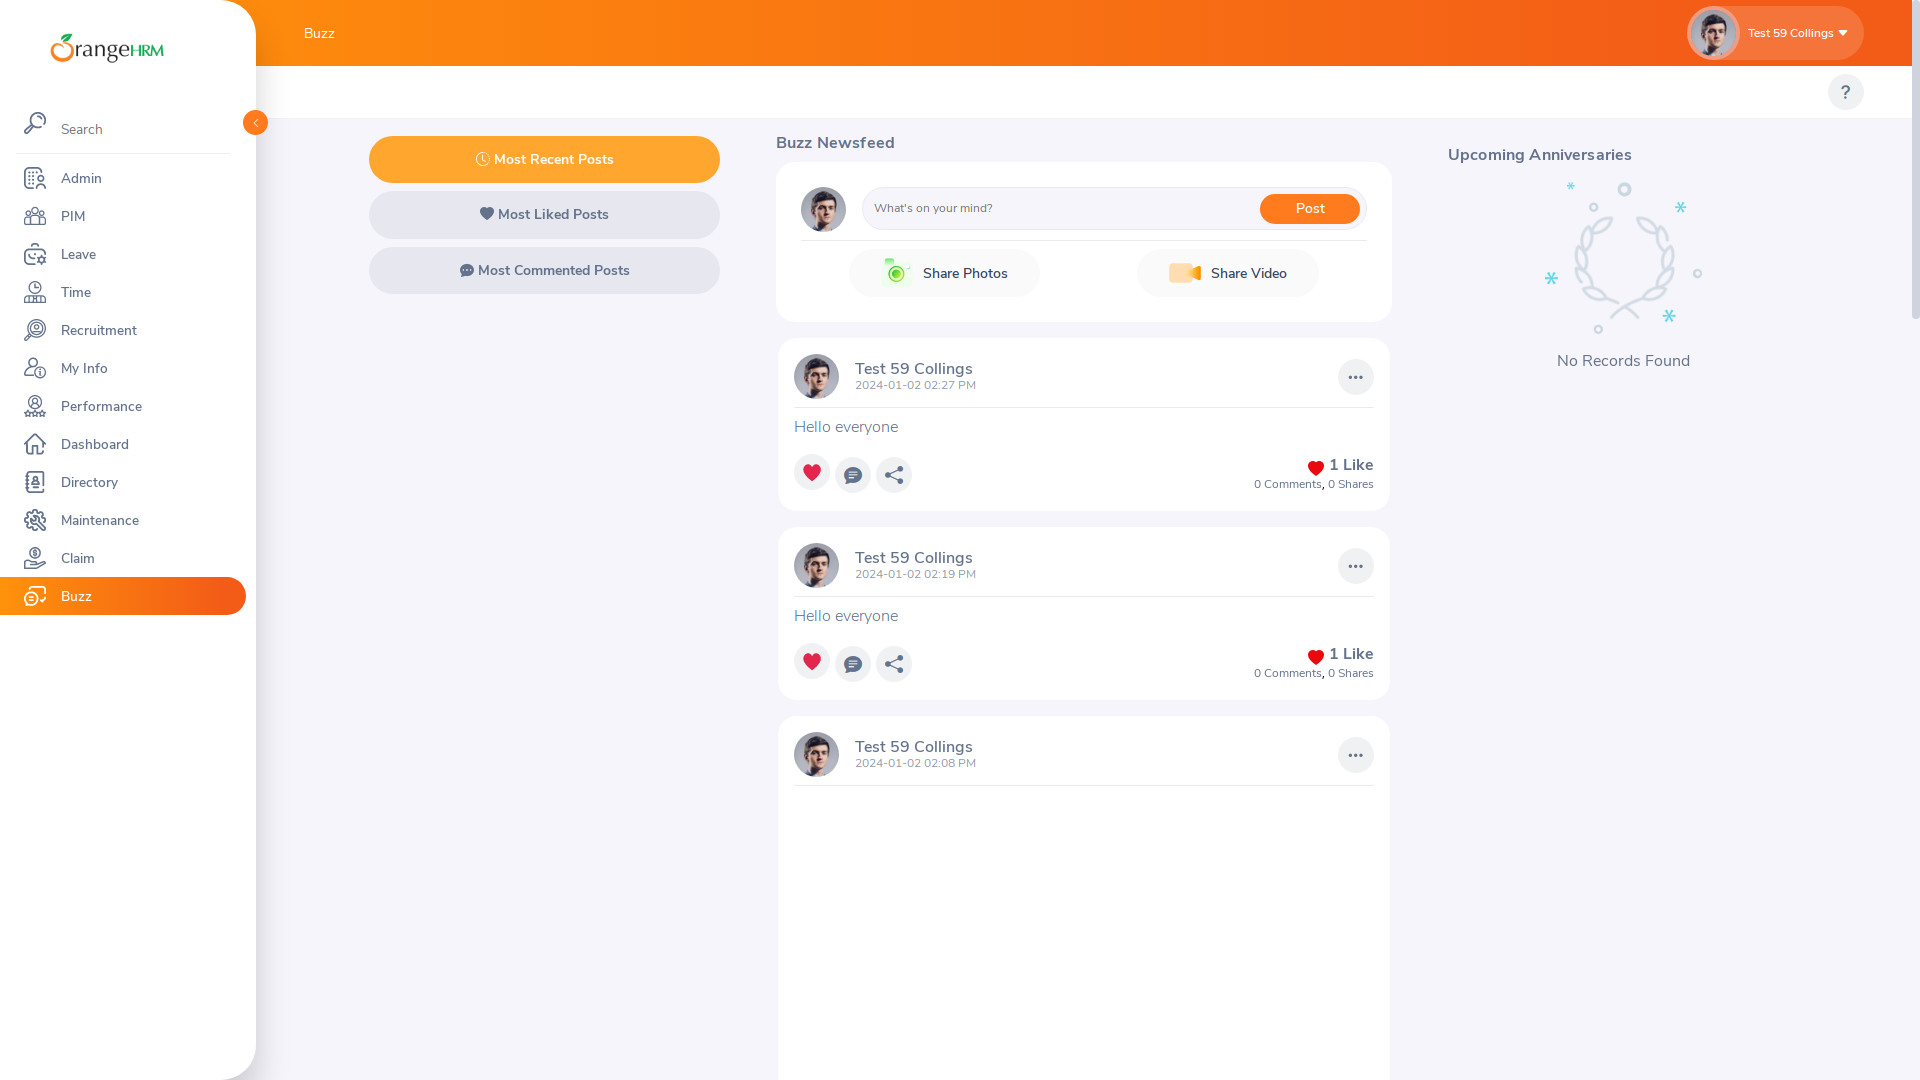 OrangeHRM
Search
Admin
PIM
Leave
Time
Recruitment
My Info
Performance
Dashboard
Directory
Maintenance
Claim
Buzz
Buzz
Test 59 Collings
?
Most Recent Posts
Most Liked Posts
Most Commented Posts
Buzz Newsfeed
What's on your mind?
Post
Share Photos
Share Video
Test 59 Collings
2024-01-02 02:27 PM
Hello everyone
1 Like
0 Comments, 0 Shares
Test 59 Collings
2024-01-02 02:19 PM
Hello everyone
1 Like
0 Comments, 0 Shares
Test 59 Collings
2024-01-02 02:08 PM
Upcoming Anniversaries
No Records Found